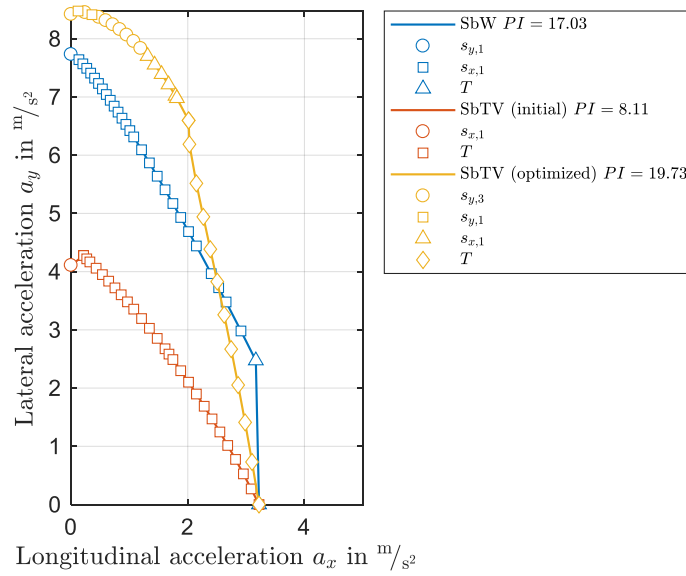 8
7
6
5
4
3
2
1
0
0
2
4
Lateral acceleration a_y in m/s²
Longitudinal acceleration a_x in m/s²
SbW PI = 17.03
s_{y,1}
s_{x,1}
T
SbTV (initial) PI = 8.11
s_{x,1}
T
SbTV (optimized) PI = 19.73
s_{y,3}
s_{y,1}
s_{x,1}
T